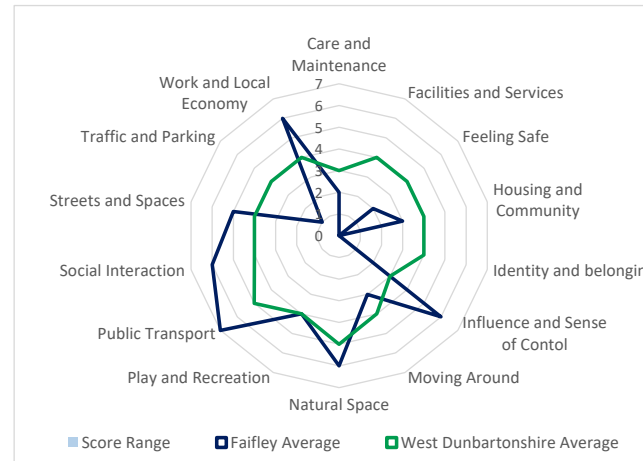 Care and
Maintenance
Facilities and Services
Feeling Safe
Housing and
Community
Identity and belongin
Influence and Sense
of Contol
Moving Around
Natural Space
Play and Recreation
Public Transport
Social Interaction
Streets and Spaces
Traffic and Parking
Work and Local
Economy
7
6
5
4
3
2
1
0
Score Range
Faifley Average
West Dunbartonshire Average